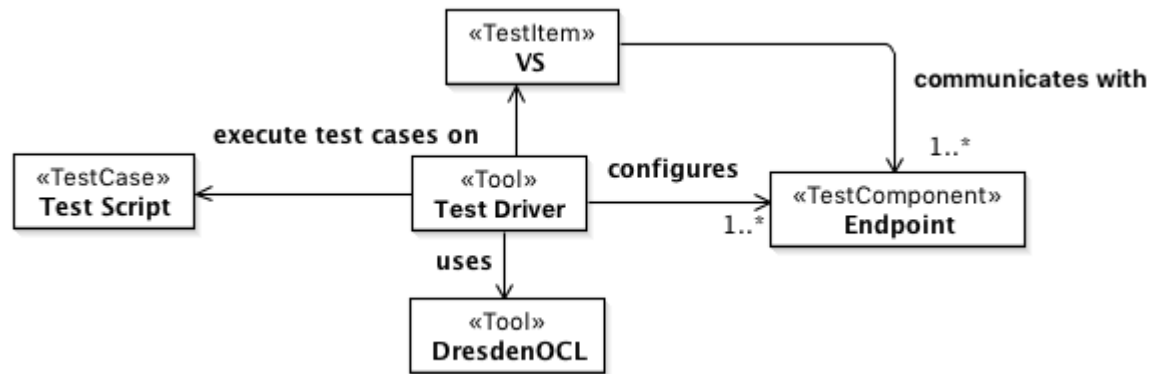 «TestItem»
VS
communicates with
1..*
execute test cases on
«TestCase»
Test Script
«Tool»
Test Driver
configures
1..*
«TestComponent»
Endpoint
uses
«Tool»
DresdenOCL